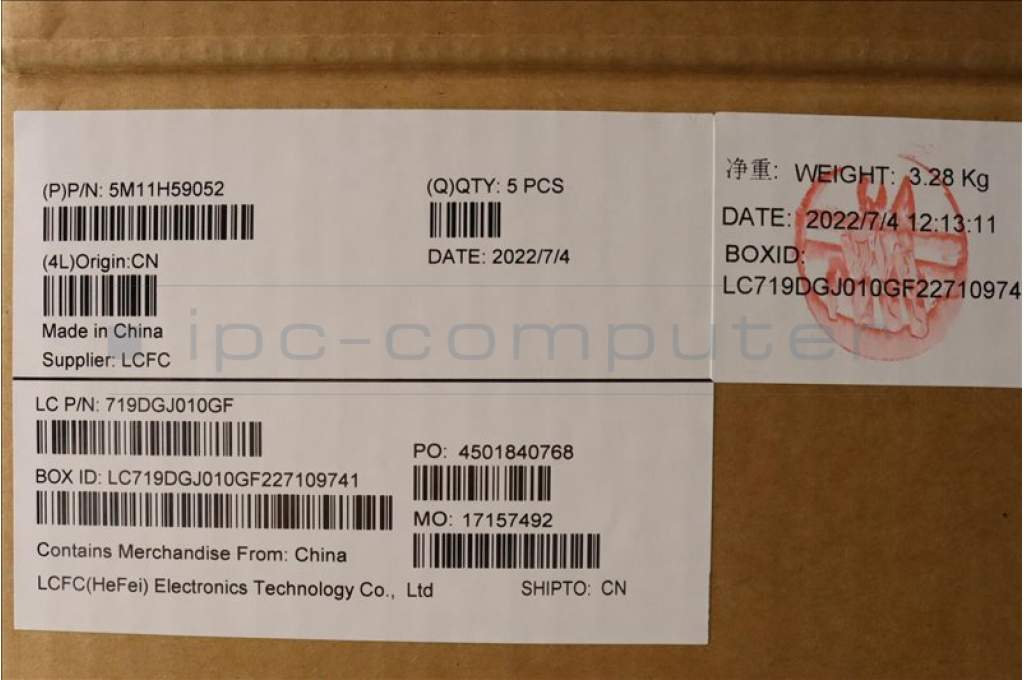 (P)P/N: 5M11H59052
(Q)QTY: 5 PCS
(4L)Origin:CN
DATE: 2022/7/4
Made in China
Supplier: LCFC
净重: WEIGHT: 3.28 Kg
DATE: 2022/7/4 12:13:11
BOXID:
LC719DGJ010GF22710974
ipc-computer
LC P/N: 719DGJ010GF
PO: 4501840768
BOX ID: LC719DGJ010GF227109741
MO: 17157492
Contains Merchandise From: China
LCFC(HeFei) Electronics Technology Co., Ltd
SHIPTO: CN